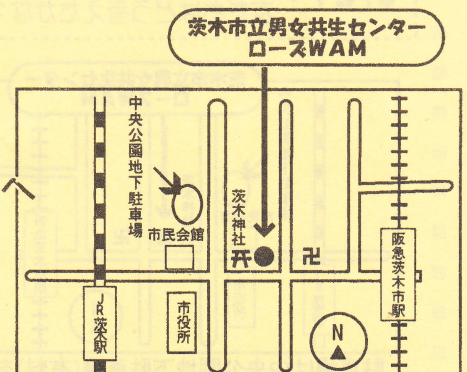 茨木市立男女共生センター
ローズWAM
中央公園地下駐車場
茨木神社
市民会館
卍
阪急茨木市駅
JR茨木駅
市役所
N